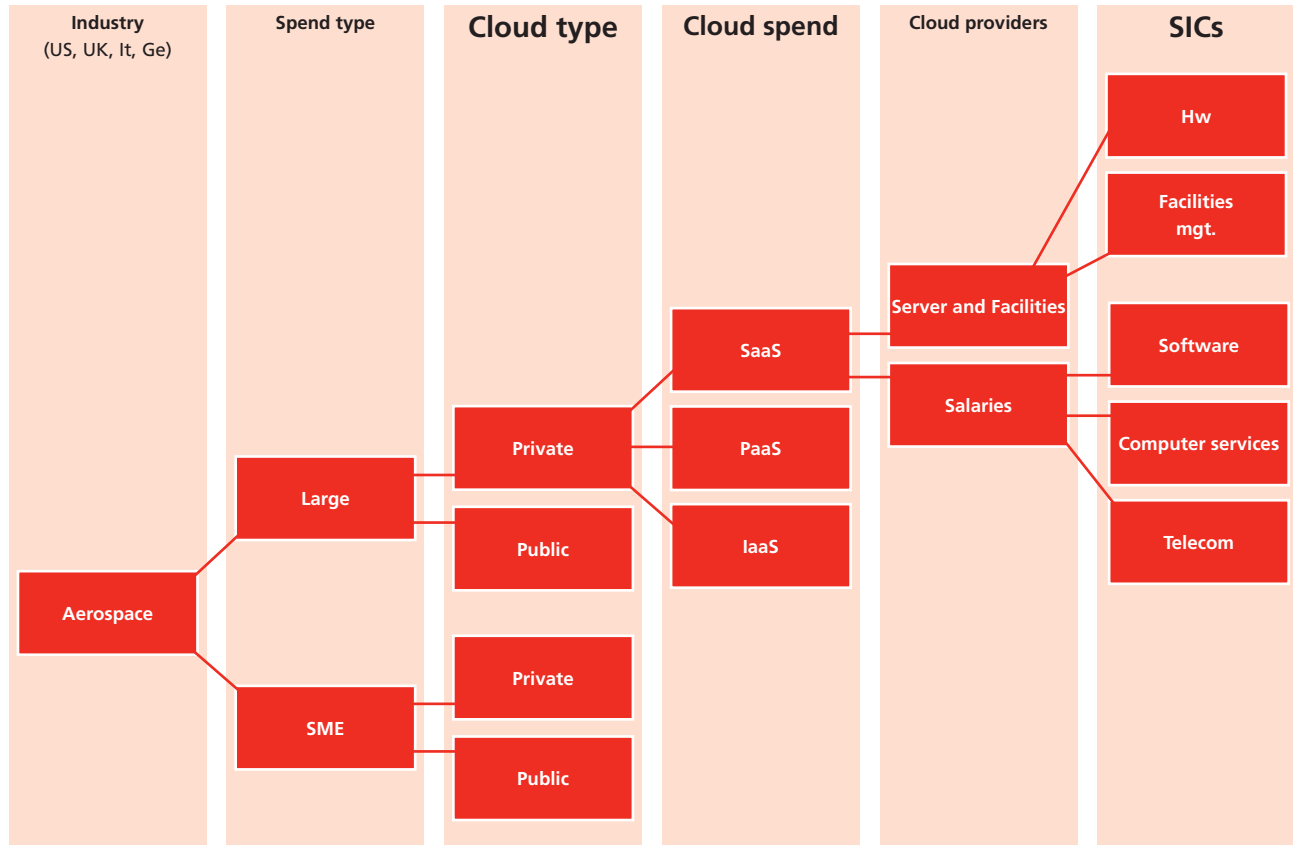 Industry
(US, UK, It, Ge)
Spend type
Cloud type
Cloud spend
Cloud providers
SICs
Aerospace
Large
SME
Private
Public
Private
Public
SaaS
PaaS
IaaS
Server and Facilities
Salaries
Hw
Facilities
mgt.
Software
Computer services
Telecom